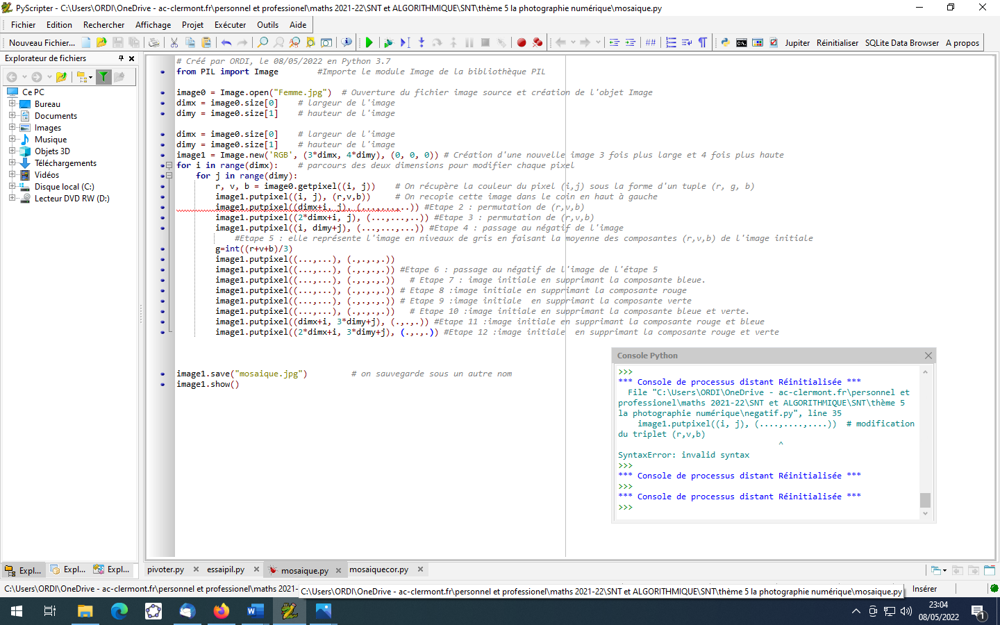 PyScripter - C:\Users\ORDI\OneDrive - ac-clermont.fr\personnel et professionel\maths 2021-22\SNT et ALGORITHMIQUE\SNT\thème 5 la photographie numérique\mosaique.py
Fichier Edition Rechercher Affichage Projet Exécuter Outils Aide
Nouveau Fichier... Jupiter Réinitialiser SQLite Data Browser A propos
Explorateur de fichiers
Ce PC
Bureau
Documents
Images
Musique
Objets 3D
Téléchargements
Vidéos
Disque local (C:)
Lecteur DVD RW (D:)
# Créé par ORDI, le 08/05/2022 en Python 3.7
from PIL import Image #Importe le module Image de la bibliothèque PIL
image0 = Image.open("Femme.jpg") # Ouverture du fichier image source et création de l'objet Image
dimx = image0.size[0] # largeur de l'image
dimy = image0.size[1] # hauteur de l'image
dimx = image0.size[0] # largeur de l'image
dimy = image0.size[1] # hauteur de l'image
image1 = Image.new('RGB', (3*dimx, 4*dimy), (0, 0, 0)) # Création d'une nouvelle image 3 fois plus large et 4 fois plus haute
for i in range(dimx): # parcours des deux dimensions pour modifier chaque pixel
for j in range(dimy):
r, v, b = image0.getpixel((i, j)) # On récupère la couleur du pixel (i,j) sous la forme d'un tuple (r, g, b)
image1.putpixel((i, j), (r,v,b)) # On recopie cette image dans le coin en haut à gauche
image1.putpixel((dimx+i, j), (...,...,..)) #Etape 2 : permutation de (r,v,b)
image1.putpixel((2*dimx+i, j), (...,...,..)) #Etape 3 : permutation de (r,v,b)
image1.putpixel((i, dimy+j), (...,...,...)) #Etape 4 : passage au négatif de l'image
#Etape 5 : elle représente l'image en niveaux de gris en faisant la moyenne des composantes (r,v,b) de l'image initiale
g=int((r+v+b)/3)
image1.putpixel((...,...), (.,.,.,.))
image1.putpixel((...,...), (.,.,.,.)) #Etape 6 : passage au négatif de l'image de l'étape 5
image1.putpixel((...,...), (.,.,.,.)) # Etape 7 : image initiale en supprimant la composante bleue.
image1.putpixel((...,...), (.,.,.,.)) # Etape 8 :image initiale en supprimant la composante rouge
image1.putpixel((...,...), (.,.,.,.)) # Etape 9 :image initiale  en supprimant la composante verte
image1.putpixel((...,...), (.,.,.,.)) # Etape 10 :image initiale en supprimant la composante bleue et verte.
image1.putpixel((dimx+i, 3*dimy+j), (.,.,.)) #Etape 11 :image initiale en supprimant la composante rouge et bleue
image1.putpixel((2*dimx+i, 3*dimy+j), (.,.,.)) #Etape 12 :image initiale  en supprimant la composante rouge et verte
image1.save("mosaique.jpg") # on sauvegarde sous un autre nom
image1.show()
Console Python
>>>
*** Console de processus distant Réinitialisée ***
File "C:\Users\ORDI\OneDrive - ac-clermont.fr\personnel et
professionel\maths 2021-22\SNT et ALGORITHMIQUE\SNT\thème 5
la photographie numérique\negatif.py", line 35
image1.putpixel((i, j), (....,....,....)) # modification
du triplet (r,v,b)
^
SyntaxError: invalid syntax
>>>
*** Console de processus distant Réinitialisée ***
>>>
*** Console de processus distant Réinitialisée ***
>>>
Expl... Expl... Expl... pivoter.py essaipil.py mosaique.py mosaiquecor.py
C:\Users\ORDI\OneDrive - ac-clermont.fr\personnel et professionel\maths 2021- Insérer
C:\Users\ORDI\OneDrive - ac-clermont.fr\personnel et professionel\maths 2021-22\SNT et ALGORITHMIQUE\SNT\thème 5 la photographie numérique\mosaique.py
23:04
08/05/2022
1